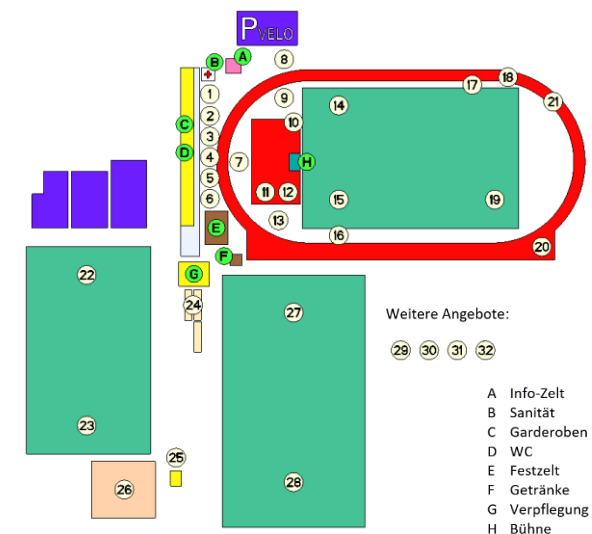 P VELO
A
B
8
1
9
17
18
21
14
2
10
C
3
D
4
7
H
5
6
11
12
15
19
13
E
16
20
F
G
22
24
27
Weitere Angebote:
29 30 31 32
A Info-Zelt
B Sanität
C Garderoben
D WC
E Festzelt
F Getränke
G Verpflegung
H Bühne
23
25
26
28